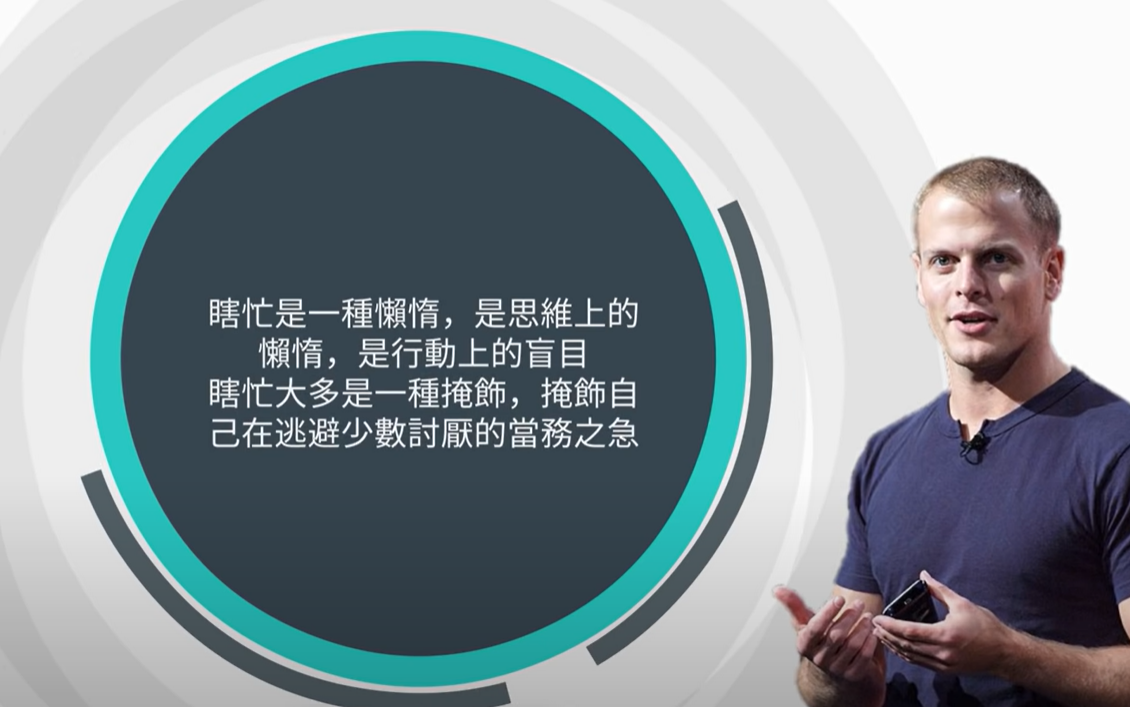 瞎忙是一種懶惰，是思維上的
懶惰，是行動上的盲目
瞎忙大多是一種掩飾，掩飾自
己在逃避少數討厭的當務之急